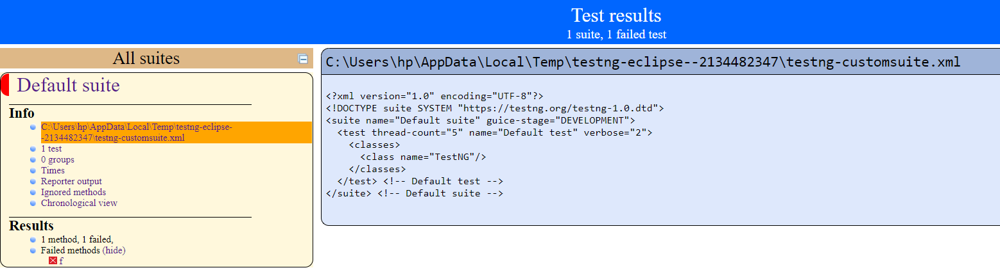 Test results
1 suite, 1 failed test
All suites
Default suite
Info
C:\Users\hp\AppData\Local\Temp\testng-eclipse-
-2134482347\testng-customsuite.xml
1 test
0 groups
Times
Reporter output
Ignored methods
Chronological view
Results
1 method, 1 failed,
Failed methods (hide)
f
C:\Users\hp\AppData\Local\Temp\testng-eclipse--2134482347\testng-customsuite.xml
<?xml version="1.0" encoding="UTF-8"?>
<!DOCTYPE suite SYSTEM "https://testng.org/testng-1.0.dtd">
<suite name="Default suite" guice-stage="DEVELOPMENT">
  <test thread-count="5" name="Default test" verbose="2">
    <classes>
      <class name="TestNG"/>
    </classes>
  </test> <!-- Default test -->
</suite> <!-- Default suite -->